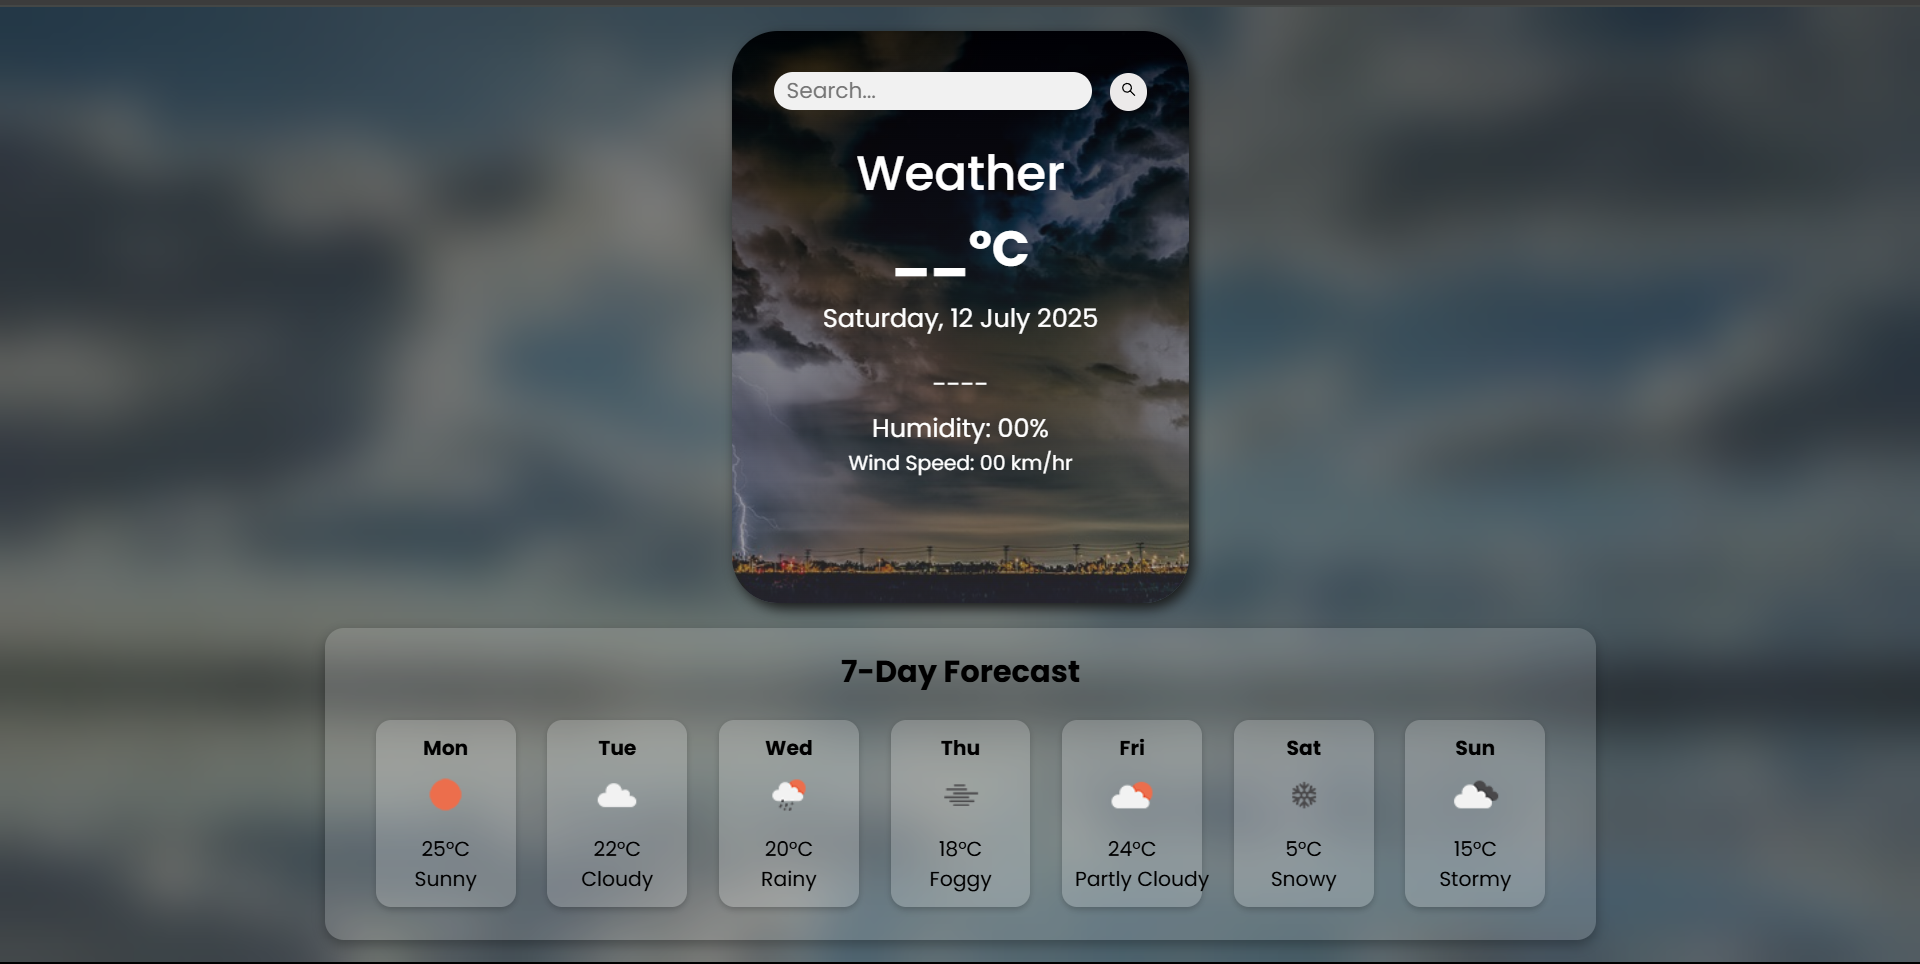 Search...
Weather
__°C
Saturday, 12 July 2025
----
Humidity: 00%
Wind Speed: 00 km/hr
7-Day Forecast
Mon Tue Wed Thu Fri Sat Sun
25°C 22°C 20°C 18°C 24°C 5°C 15°C
Sunny Cloudy Rainy Foggy Partly Cloudy Snowy Stormy